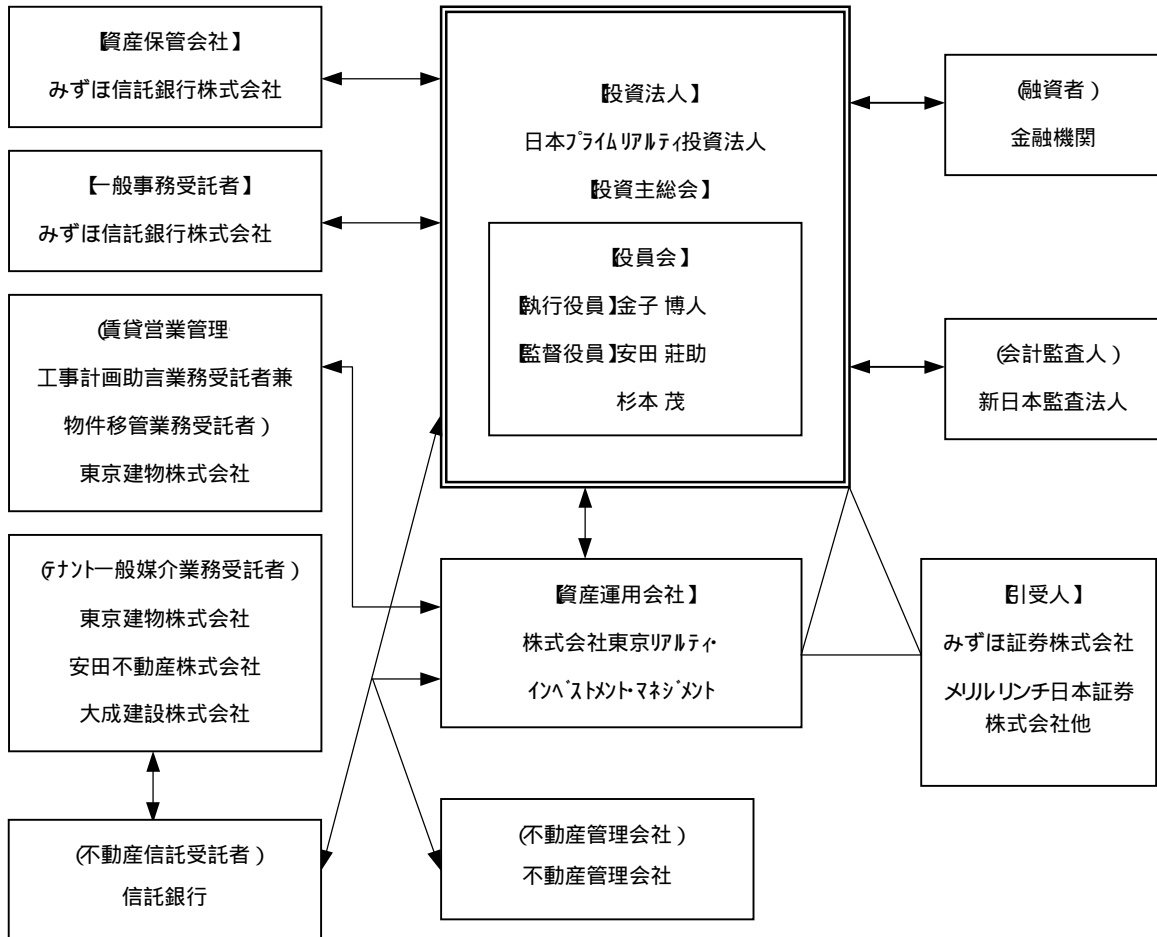 【資産保管会社】
みずほ信託銀行株式会社
【一般事務受託者】
みずほ信託銀行株式会社
(賃貸営業管理
工事計画助言業務受託者兼
物件移管業務受託者)
東京建物株式会社
(テナント一般媒介業務受託者)
東京建物株式会社
安田不動産株式会社
大成建設株式会社
(不動産信託受託者)
信託銀行
【投資法人】
日本プライムリアルティ投資法人
【投資主総会】
【役員会】
【執行役員】金子 博人
【監督役員】安田 莊助
杉本 茂
【資産運用会社】
株式会社東京リアルティ・
インベストメント・マネジメント
(不動産管理会社)
不動産管理会社
(融資者)
金融機関
(会計監査人)
新日本監査法人
【引受人】
みずほ証券株式会社
メリルリンチ日本証券
株式会社他